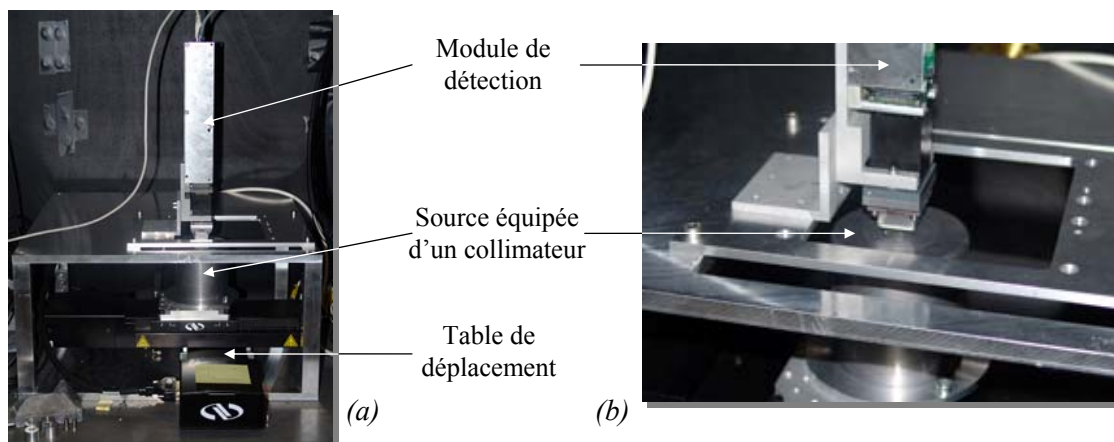 Module de
détection
Source équipée
d’un collimateur
Table de
déplacement
(a)
(b)